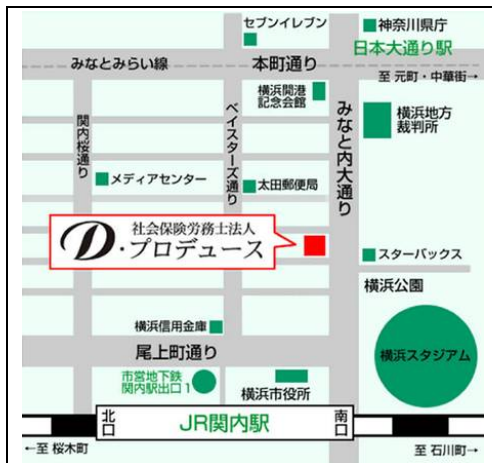 セブンイレブン
神奈川県庁
日本大通り駅
みなとみらい線
本町通り
至 元町・中華街→
横浜開港
記念会館
横浜地方
裁判所
関内桜通り
ベイスターズ通り
みなと内大通り
メディアセンター
太田郵便局
社会保険労務士法人
D・プロデュース
スターバックス
横浜公園
横浜信用金庫
尾上町通り
横浜スタジアム
市営地下鉄
関内駅出口1
横浜市役所
北口
JR関内駅
南口
←至 桜木町
至 石川町→